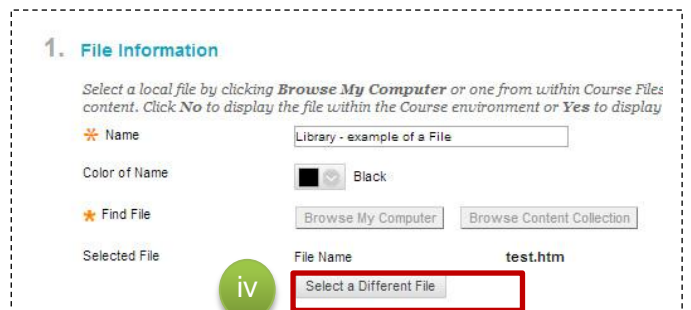 1. File Information
Select a local file by clicking Browse My Computer or one from within Course Files
content. Click No to display the file within the Course environment or Yes to display
* Name Library - example of a File
Color of Name Black
* Find File Browse My Computer Browse Content Collection
Selected File File Name test.htm
iv Select a Different File